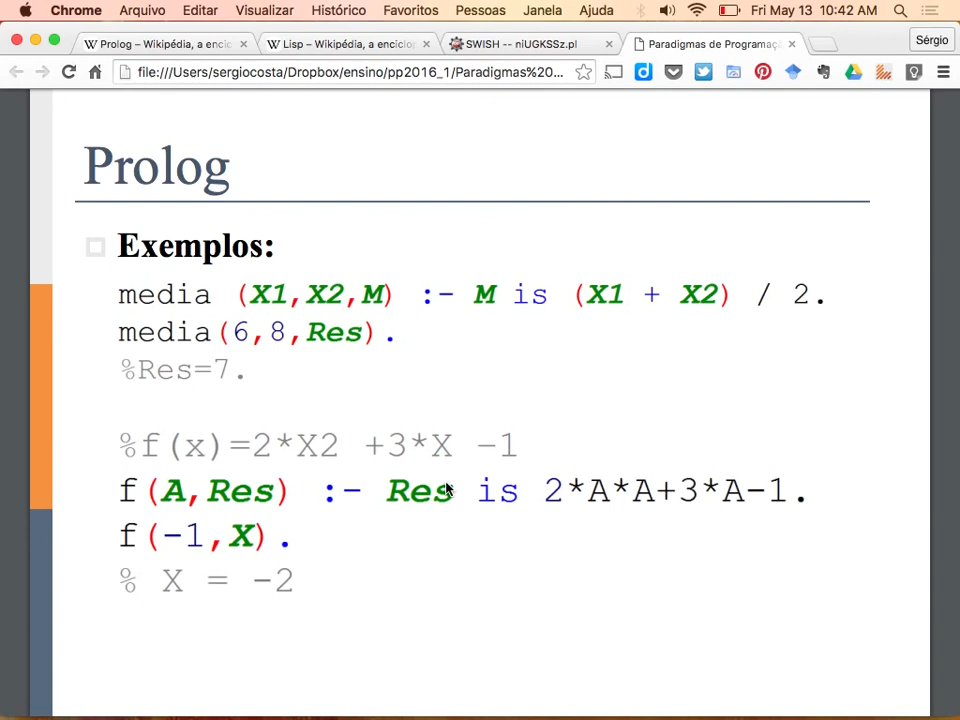 Chrome Arquivo Editar Visualizar Histórico Favoritos Pessoas Janela Ajuda Fri May 13 10:42 AM
Prolog – Wikipédia, a encic Lisp – Wikipédia, a enciclop SWISH -- niUGKSSz.pl Paradigmas de Programaçã Sérgio
file:///Users/sergiocosta/Dropbox/ensino/pp2016_1/Paradigmas%20...
Prolog
Exemplos:
media (X1,X2,M) :- M is (X1 + X2) / 2.
media(6,8,Res).
%Res=7.
%f(x)=2*X2 +3*X –1
f(A,Res) :- Res is 2*A*A+3*A-1.
f(-1,X).
% X = -2